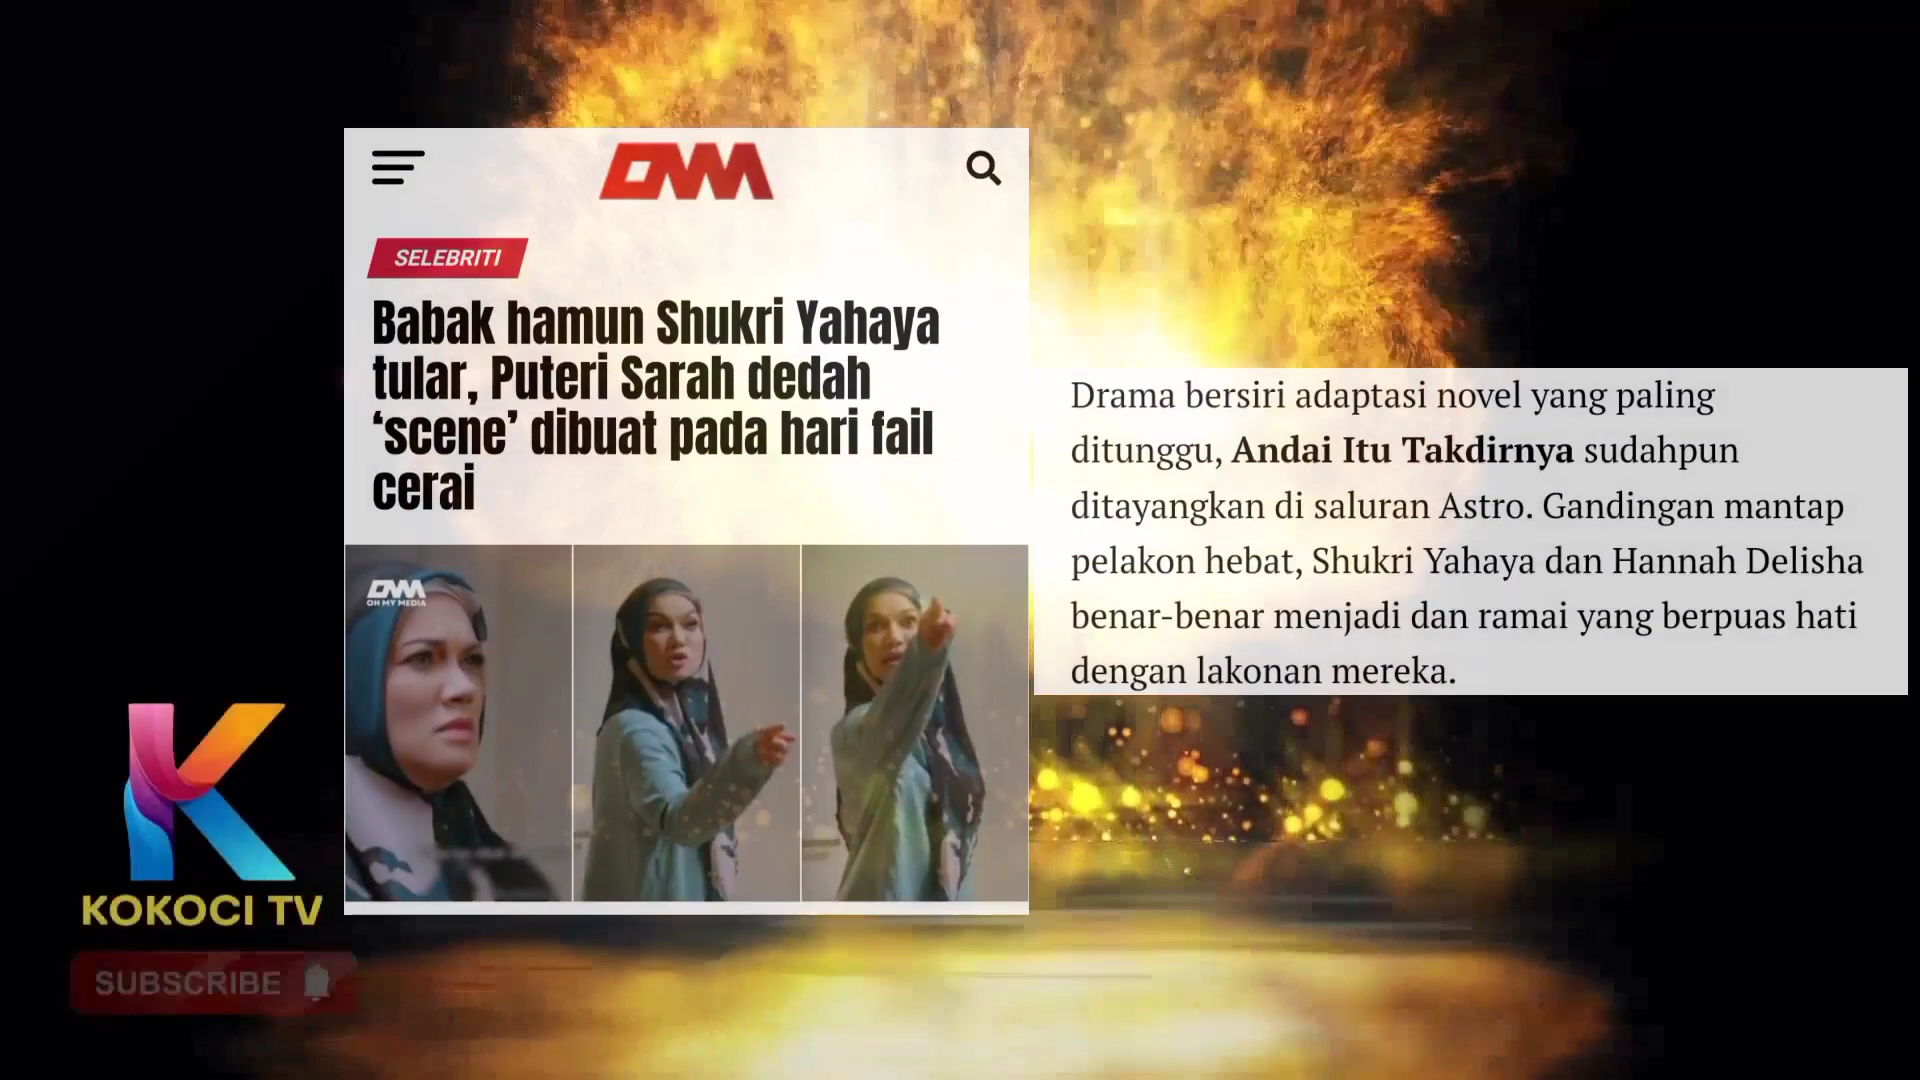 SELEBRITI
Babak hamun Shukri Yahaya
tular, Puteri Sarah dedah
‘scene’ dibuat pada hari fail
cerai
OMM
OH MY MEDIA
Drama bersiri adaptasi novel yang paling
ditunggu, Andai Itu Takdirnya sudahpun
ditayangkan di saluran Astro. Gandingan mantap
pelakon hebat, Shukri Yahaya dan Hannah Delisha
benar-benar menjadi dan ramai yang berpuas hati
dengan lakonan mereka.
K
KOKOCI TV
SUBSCRIBE